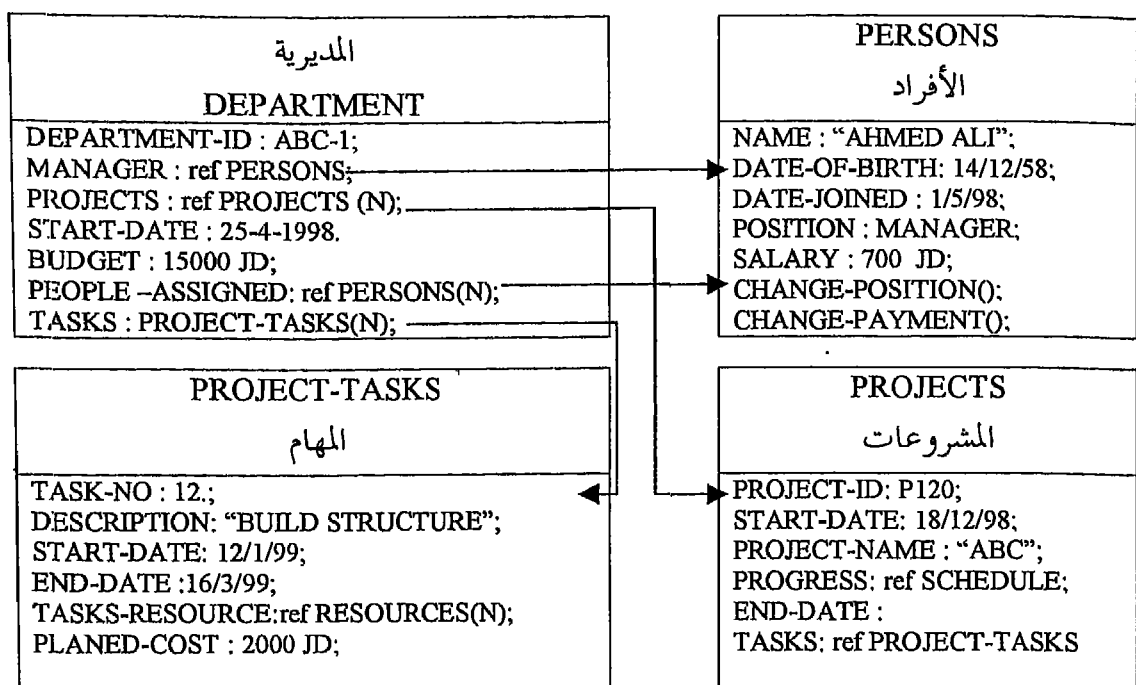 المديرية
DEPARTMENT
DEPARTMENT-ID : ABC-1;
MANAGER : ref PERSONS;
PROJECTS : ref PROJECTS (N);
START-DATE : 25-4-1998.
BUDGET : 15000 JD;
PEOPLE –ASSIGNED: ref PERSONS(N);
TASKS : PROJECT-TASKS(N);
PERSONS
الأفراد
NAME : “AHMED ALI”;
DATE-OF-BIRTH: 14/12/58;
DATE-JOINED : 1/5/98;
POSITION : MANAGER;
SALARY : 700 JD;
CHANGE-POSITION();
CHANGE-PAYMENT();
PROJECT-TASKS
المهام
TASK-NO : 12.;
DESCRIPTION: “BUILD STRUCTURE”;
START-DATE: 12/1/99;
END-DATE :16/3/99;
TASKS-RESOURCE:ref RESOURCES(N);
PLANED-COST : 2000 JD;
PROJECTS
المشروعات
PROJECT-ID: P120;
START-DATE: 18/12/98;
PROJECT-NAME : “ABC”;
PROGRESS: ref SCHEDULE;
END-DATE :
TASKS: ref PROJECT-TASKS